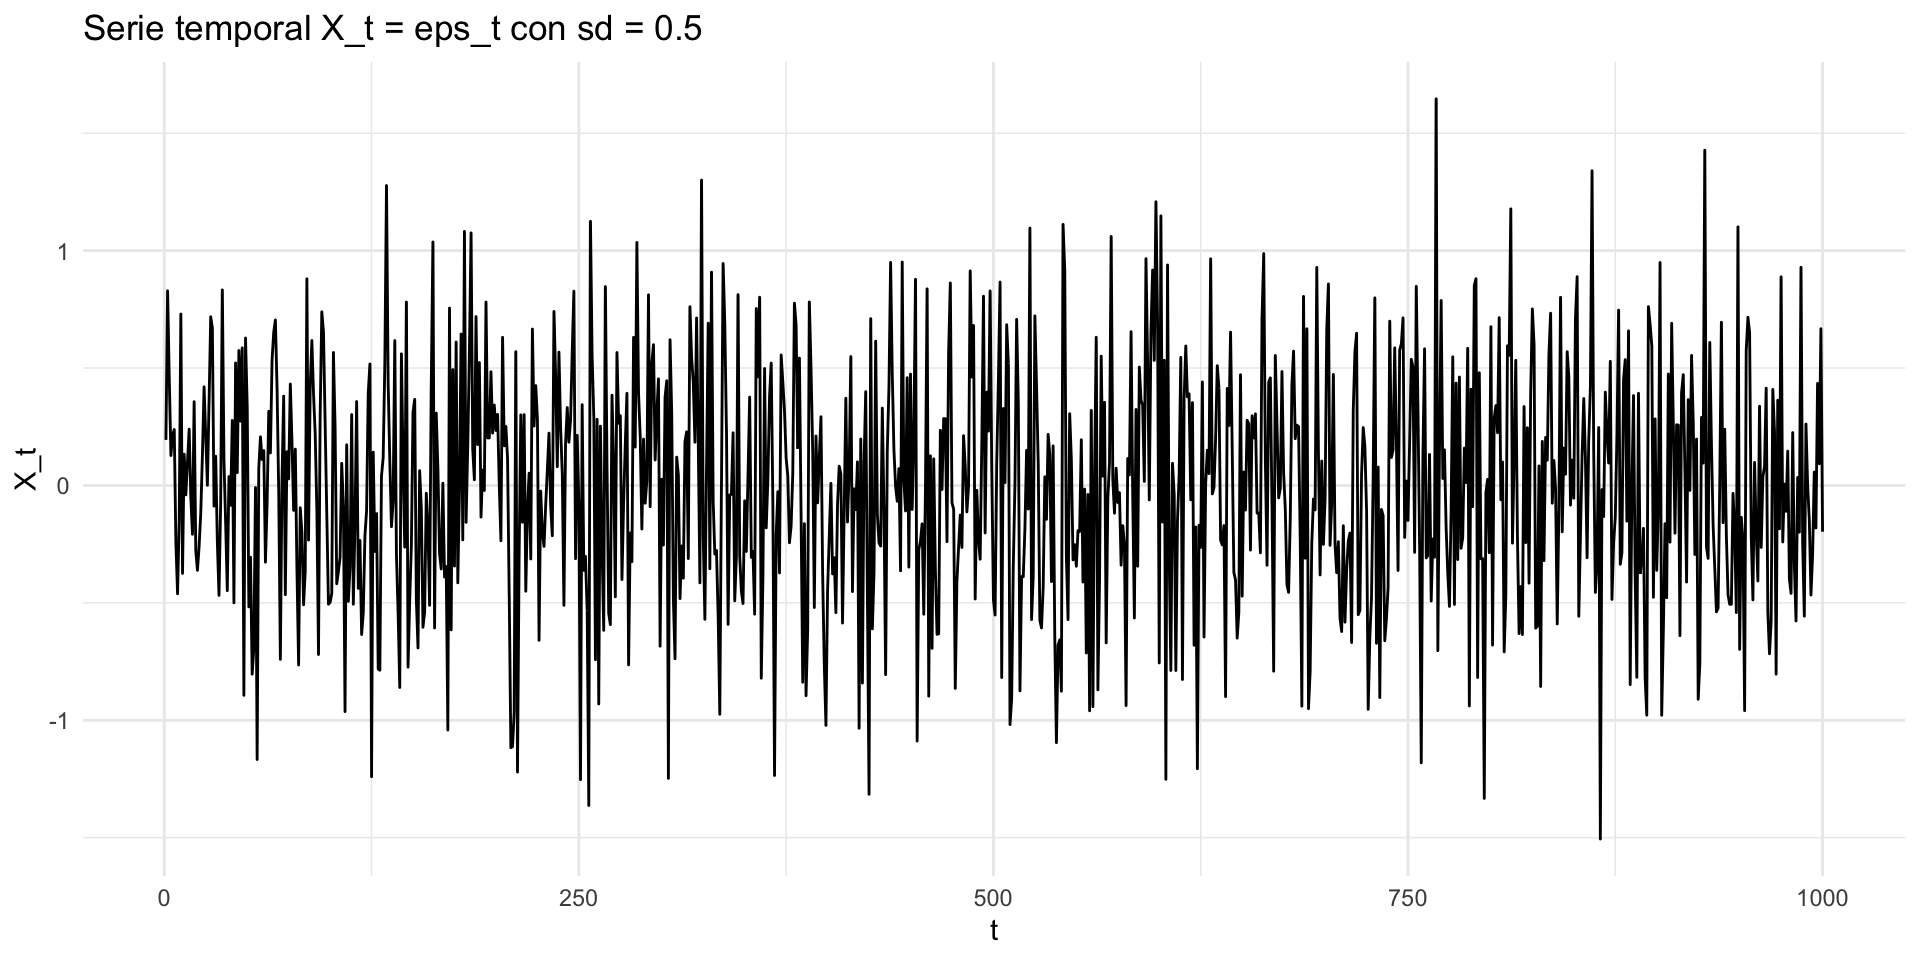 Serie temporal X_t = eps_t con sd = 0.5
X_t
1
0
-1
0 250 500 750 1000
t